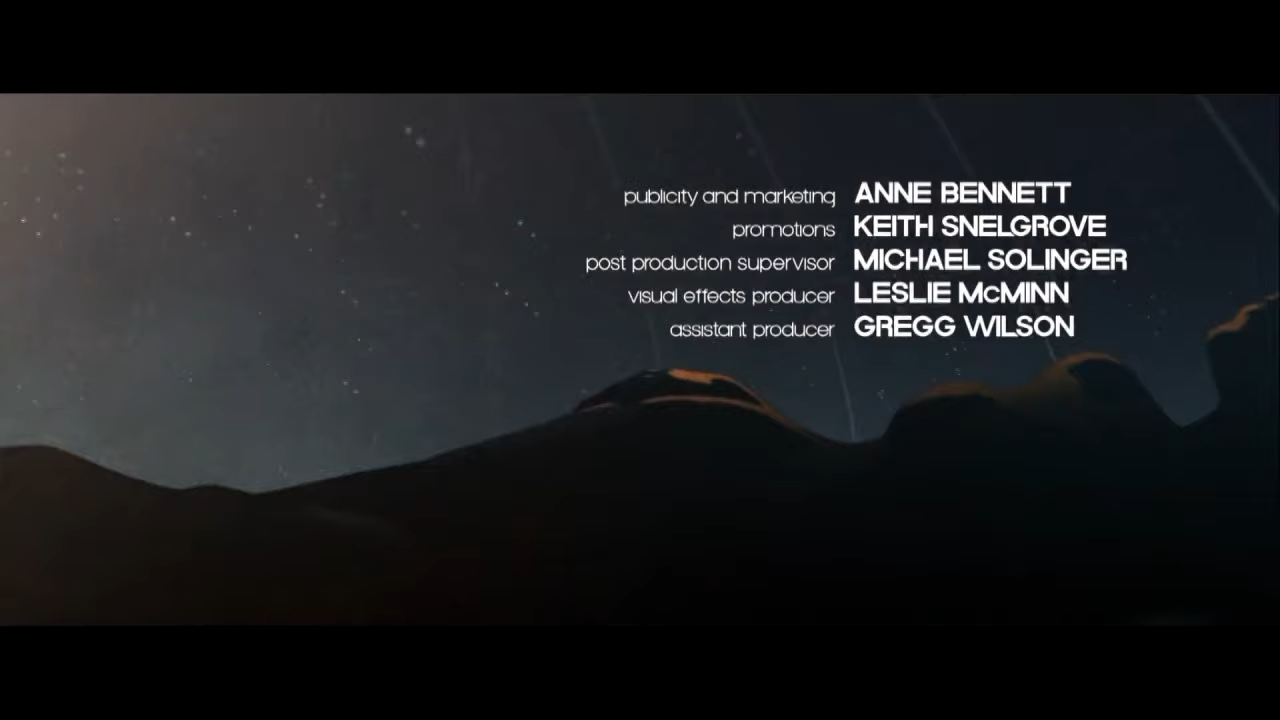 publicity and marketing ANNE BENNETT
promotions KEITH SNELGROVE
post production supervisor MICHAEL SOLINGER
visual effects producer LESLIE McMINN
assistant producer GREGG WILSON